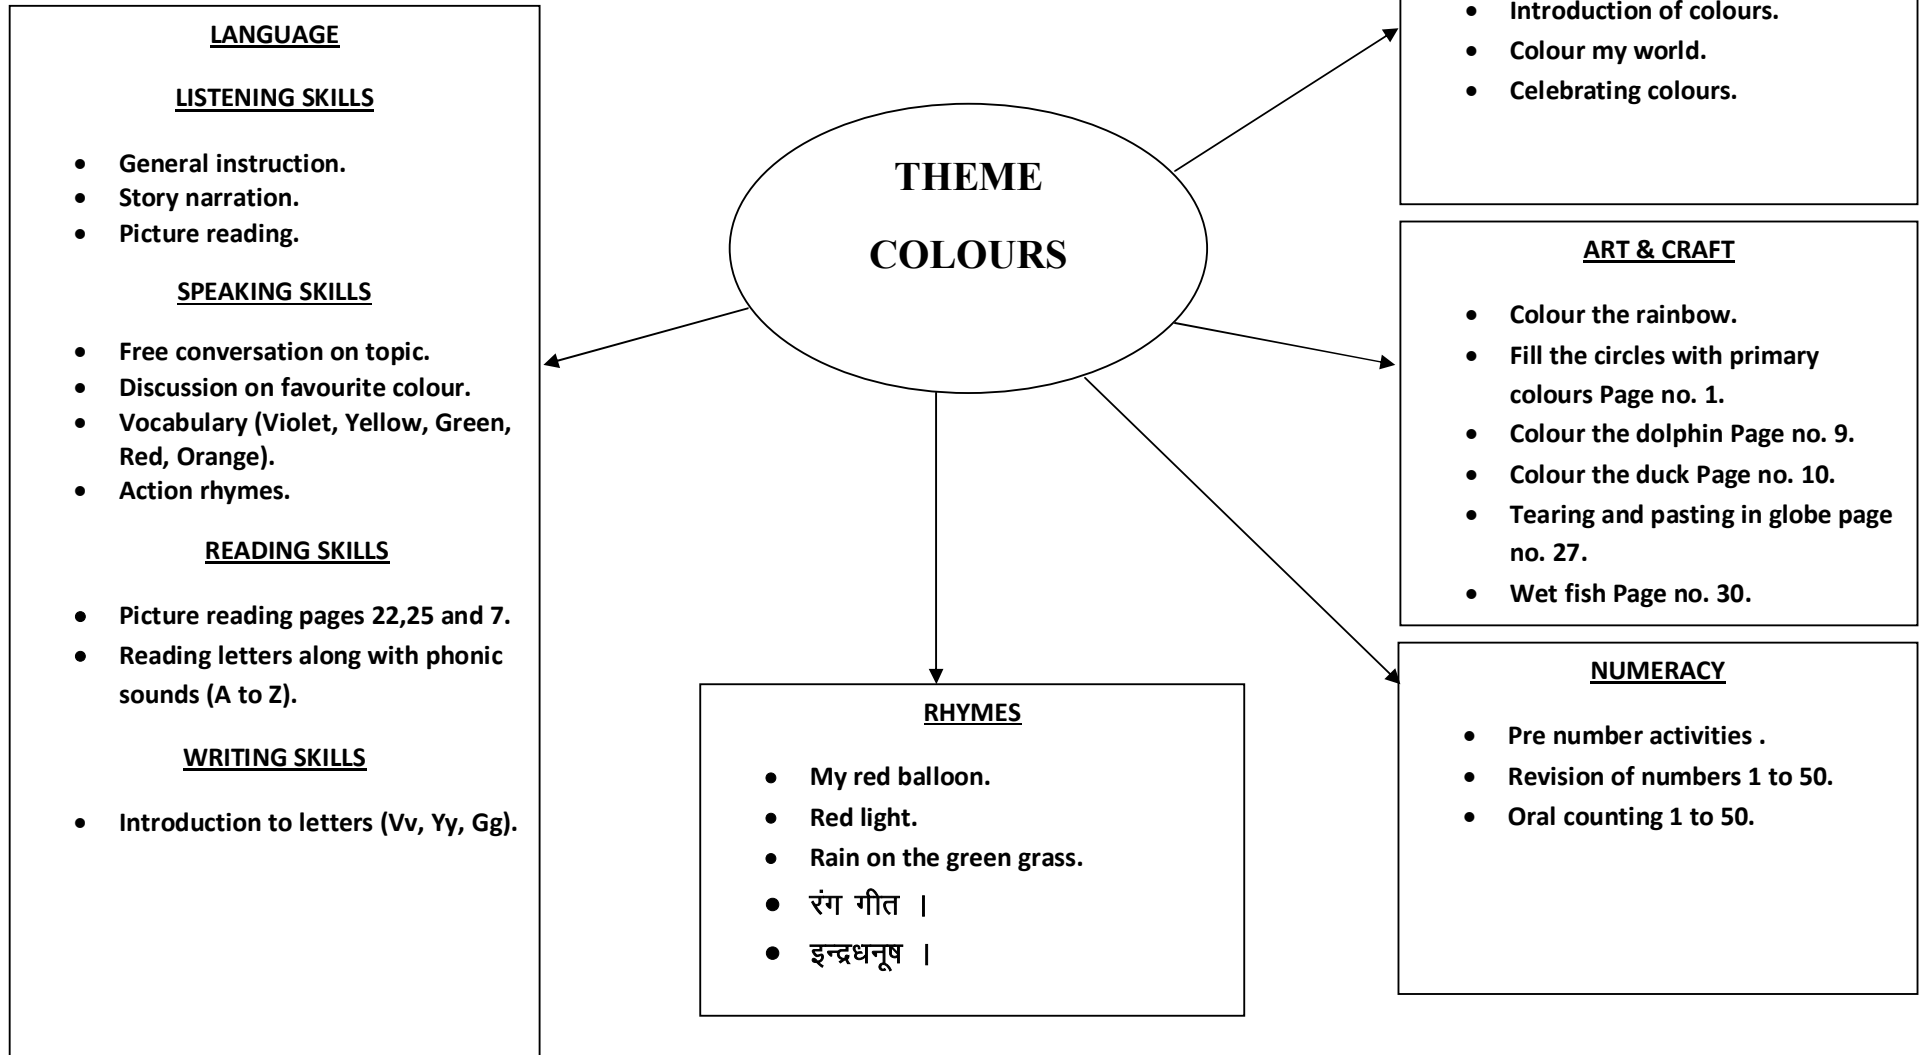 LANGUAGE
LISTENING SKILLS
• General instruction.
• Story narration.
• Picture reading.
SPEAKING SKILLS
• Free conversation on topic.
• Discussion on favourite colour.
• Vocabulary (Violet, Yellow, Green,
Red, Orange).
• Action rhymes.
READING SKILLS
• Picture reading pages 22,25 and 7.
• Reading letters along with phonic
sounds (A to Z).
WRITING SKILLS
• Introduction to letters (Vv, Yy, Gg).
THEME
COLOURS
RHYMES
• My red balloon.
• Red light.
• Rain on the green grass.
• रंग गीत ।
• इन्द्रधनूष ।
• Introduction of colours.
• Colour my world.
• Celebrating colours.
ART & CRAFT
• Colour the rainbow.
• Fill the circles with primary
colours Page no. 1.
• Colour the dolphin Page no. 9.
• Colour the duck Page no. 10.
• Tearing and pasting in globe page
no. 27.
• Wet fish Page no. 30.
NUMERACY
• Pre number activities .
• Revision of numbers 1 to 50.
• Oral counting 1 to 50.